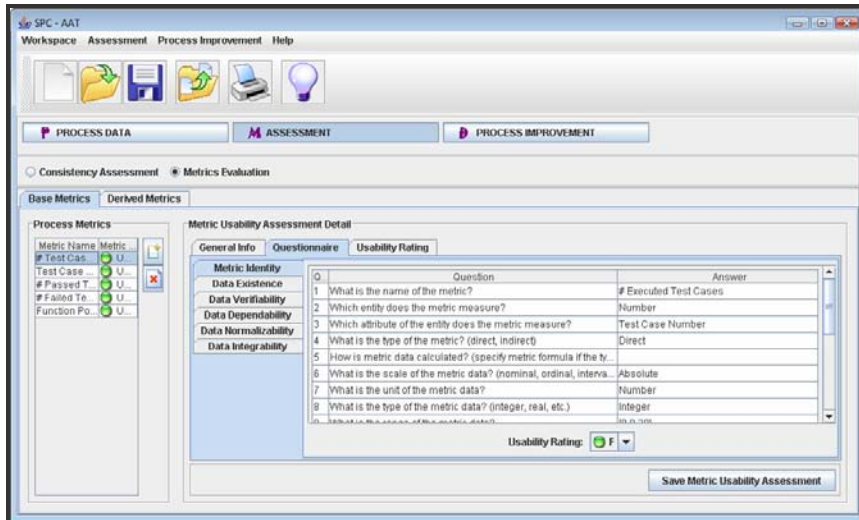 SPC - AAT
Workspace Assessment Process Improvement Help
P PROCESS DATA M ASSESSMENT PROCESS IMPROVEMENT
Consistency Assessment Metrics Evaluation
Base Metrics Derived Metrics
Process Metrics Metric Usability Assessment Detail
General Info Questionnaire Usability Rating
Metric Name Metric ...
# Test Cas... U...
Test Case ... U...
# Passed T... U...
# Failed Te... U...
Function Po... U...
Metric Identity
Data Existence
Data Verifiability
Data Dependability
Data Normalizability
Data Integrability
Q... Question Answer
1 What is the name of the metric? # Executed Test Cases
2 Which entity does the metric measure? Number
3 Which attribute of the entity does the metric measure? Test Case Number
4 What is the type of the metric? (direct, indirect) Direct
5 How is metric data calculated? (specify metric formula if the ty...
6 What is the scale of the metric data? (nominal, ordinal, interva... Absolute
7 What is the unit of the metric data? Number
8 What is the type of the metric data? (integer, real, etc.) Integer
Usability Rating: F
Save Metric Usability Assessment